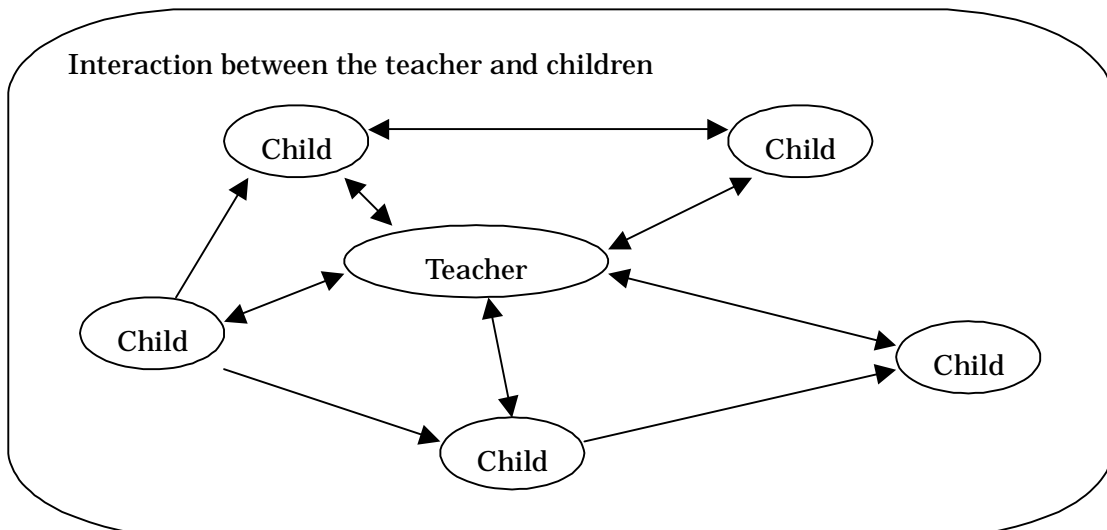 Interaction between the teacher and children
Child
Child
Teacher
Child
Child
Child